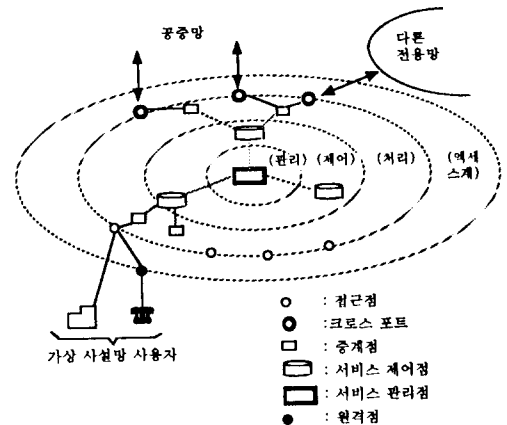 공중망
다른
전용망
(관리) (제어) (처리) (엑세
스계)
가상 사설망 사용자
: 접근점
: 크로스 포트
: 중계점
: 서비스 제어점
: 서비스 관리점
: 원격점